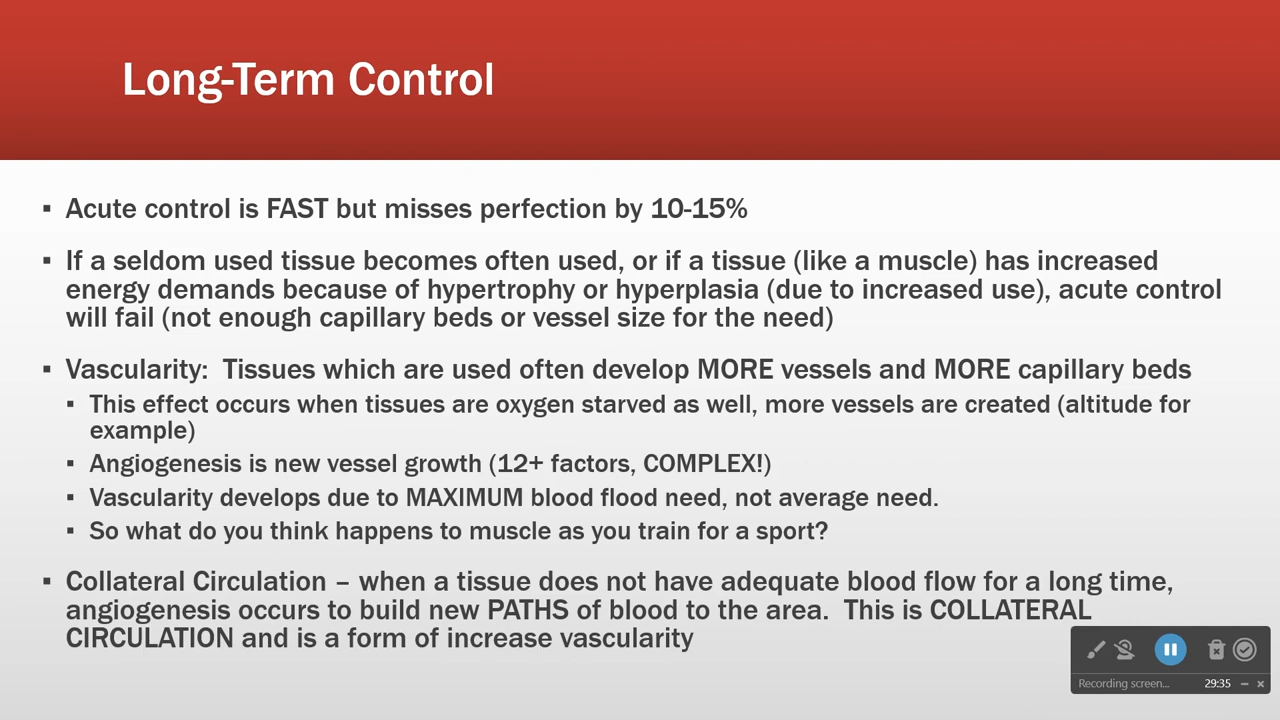 Long-Term Control
▪ Acute control is FAST but misses perfection by 10-15%
▪ If a seldom used tissue becomes often used, or if a tissue (like a muscle) has increased
energy demands because of hypertrophy or hyperplasia (due to increased use), acute control
will fail (not enough capillary beds or vessel size for the need)
▪ Vascularity:  Tissues which are used often develop MORE vessels and MORE capillary beds
▪ This effect occurs when tissues are oxygen starved as well, more vessels are created (altitude for
example)
▪ Angiogenesis is new vessel growth (12+ factors, COMPLEX!)
▪ Vascularity develops due to MAXIMUM blood flood need, not average need.
▪ So what do you think happens to muscle as you train for a sport?
▪ Collateral Circulation – when a tissue does not have adequate blood flow for a long time,
angiogenesis occurs to build new PATHS of blood to the area.  This is COLLATERAL
CIRCULATION and is a form of increase vascularity
Recording screen... 29:35